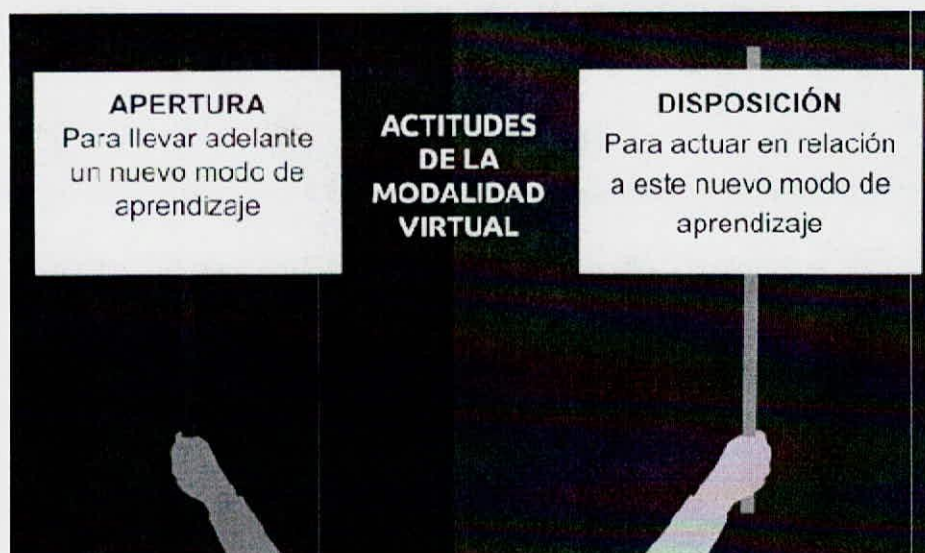 APERTURA
Para llevar adelante
un nuevo modo de
aprendizaje
ACTITUDES
DE LA
MODALIDAD
VIRTUAL
DISPOSICIÓN
Para actuar en relación
a este nuevo modo de
aprendizaje